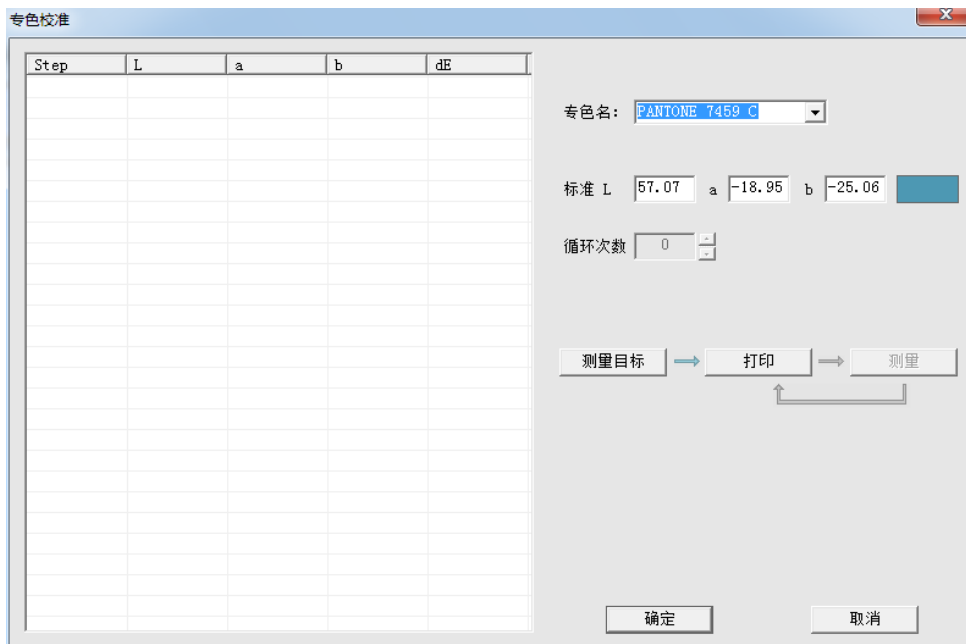 专色校准
Step L a b dE
专色名: PANTONE 7459 C
标准 L 57.07 a -18.95 b -25.06
循环次数 0
测量目标 打印 测量
确定 取消